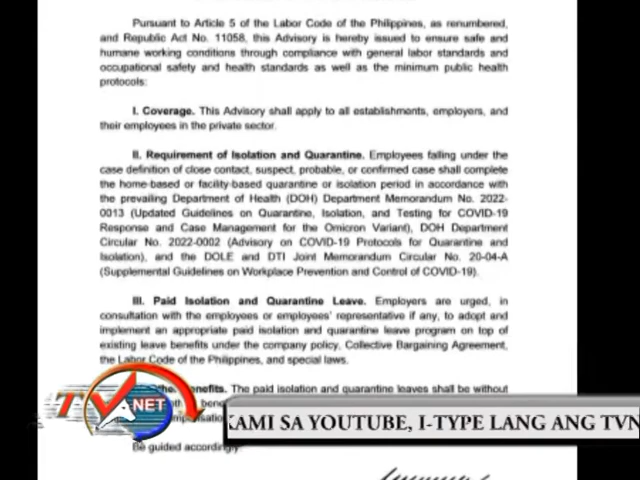 Pursuant to Article 5 of the Labor Code of the Philippines, as renumbered,
and Republic Act No. 11058, this Advisory is hereby issued to ensure safe and
humane working conditions through compliance with general labor standards and
occupational safety and health standards as well as the minimum public health
protocols:
I. Coverage. This Advisory shall apply to all establishments, employers, and
their employees in the private sector.
II. Requirement of Isolation and Quarantine. Employees falling under the
case definition of close contact, suspect, probable, or confirmed case shall complete
the home-based or facility-based quarantine or isolation period in accordance with
the prevailing Department of Health (DOH) Department Memorandum No. 2022-
0013 (Updated Guidelines on Quarantine, Isolation, and Testing for COVID-19
Response and Case Management for the Omicron Variant), DOH Department
Circular No. 2022-0002 (Advisory on COVID-19 Protocols for Quarantine and
Isolation), and the DOLE and DTI Joint Memorandum Circular No. 20-04-A
(Supplemental Guidelines on Workplace Prevention and Control of COVID-19).
III. Paid Isolation and Quarantine Leave. Employers are urged, in
consultation with the employees or employees' representative if any, to adopt and
implement an appropriate paid isolation and quarantine leave program on top of
existing leave benefits under the company policy, Collective Bargaining Agreement,
the Labor Code of the Philippines, and special laws.
The paid isolation and quarantine leaves shall be without
TV NET
KAMI SA YOUTUBE, I-TYPE LANG ANG TVN
Be guided accordingly.